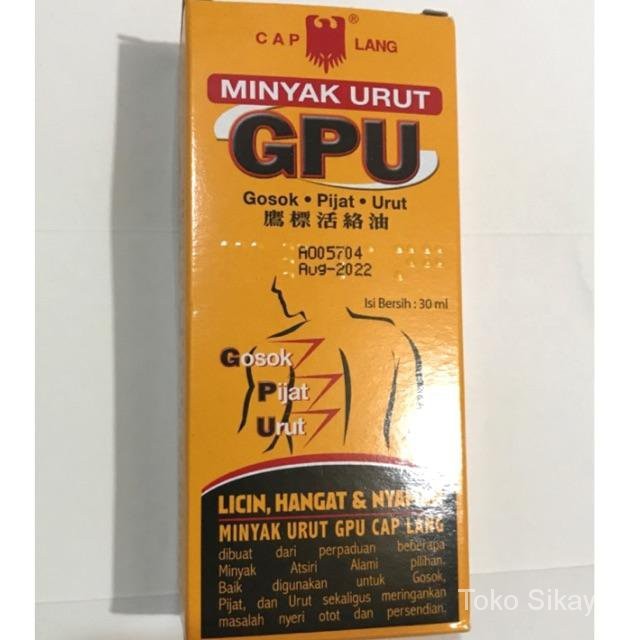 CAP LANG
®
MINYAK URUT
GPU
Gosok • Pijat • Urut
鷹標活絡油
A005704
Aug-2022
Isi Bersih : 30 ml
Gosok
Pijat
Urut
LICIN, HANGAT &
MINYAK URUT GPU CAP LANG
dibuat dari perpaduan beberapa
Minyak Atsiri Alami pilihan.
Baik digunakan untuk Gosok,
Pijat, dan Urut sekaligus meringankan
masalah nyeri otot dan persendian.
Toko Sikay